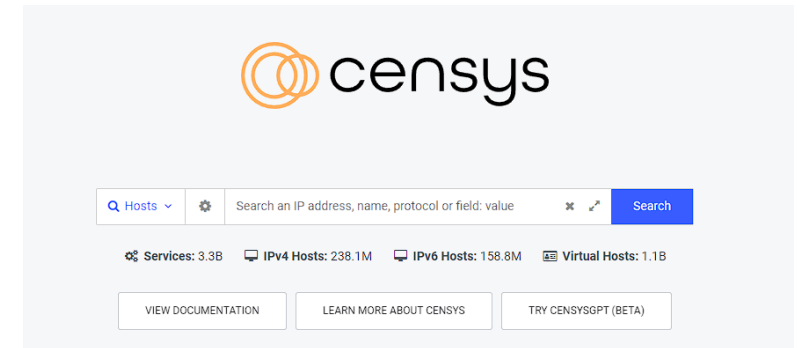 censys
Hosts
Search an IP address, name, protocol or field: value
Search
Services: 3.3B IPv4 Hosts: 238.1M IPv6 Hosts: 158.8M Virtual Hosts: 1.1B
VIEW DOCUMENTATION LEARN MORE ABOUT CENSYS TRY CENSYSGPT (BETA)